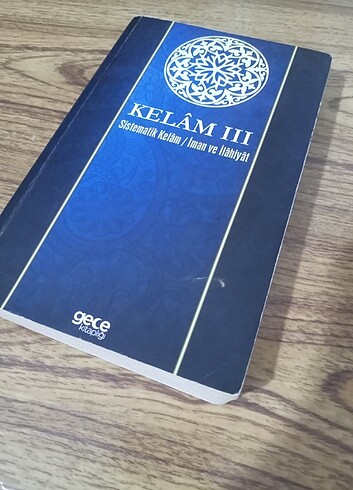 KELÂM III
Sistematik Kelâm / İman ve İlâhiyât
gece
kitaplığı